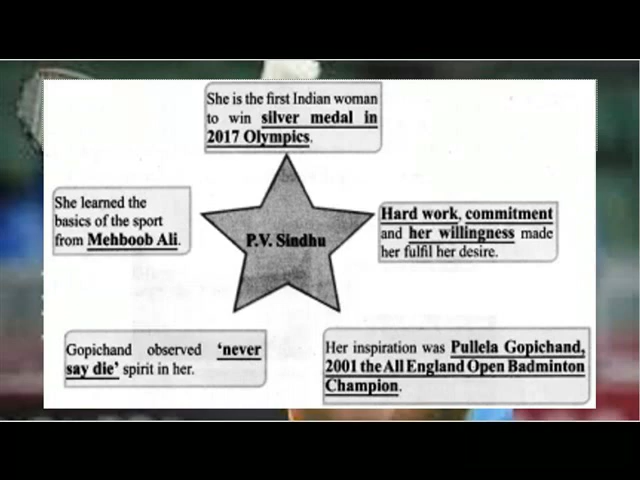 She is the first Indian woman
to win silver medal in
2017 Olympics.
She learned the
basics of the sport
from Mehboob Ali.
P.V. Sindhu
Hard work, commitment
and her willingness made
her fulfil her desire.
Gopichand observed 'never
say die' spirit in her.
Her inspiration was Pullela Gopichand,
2001 the All England Open Badminton
Champion.